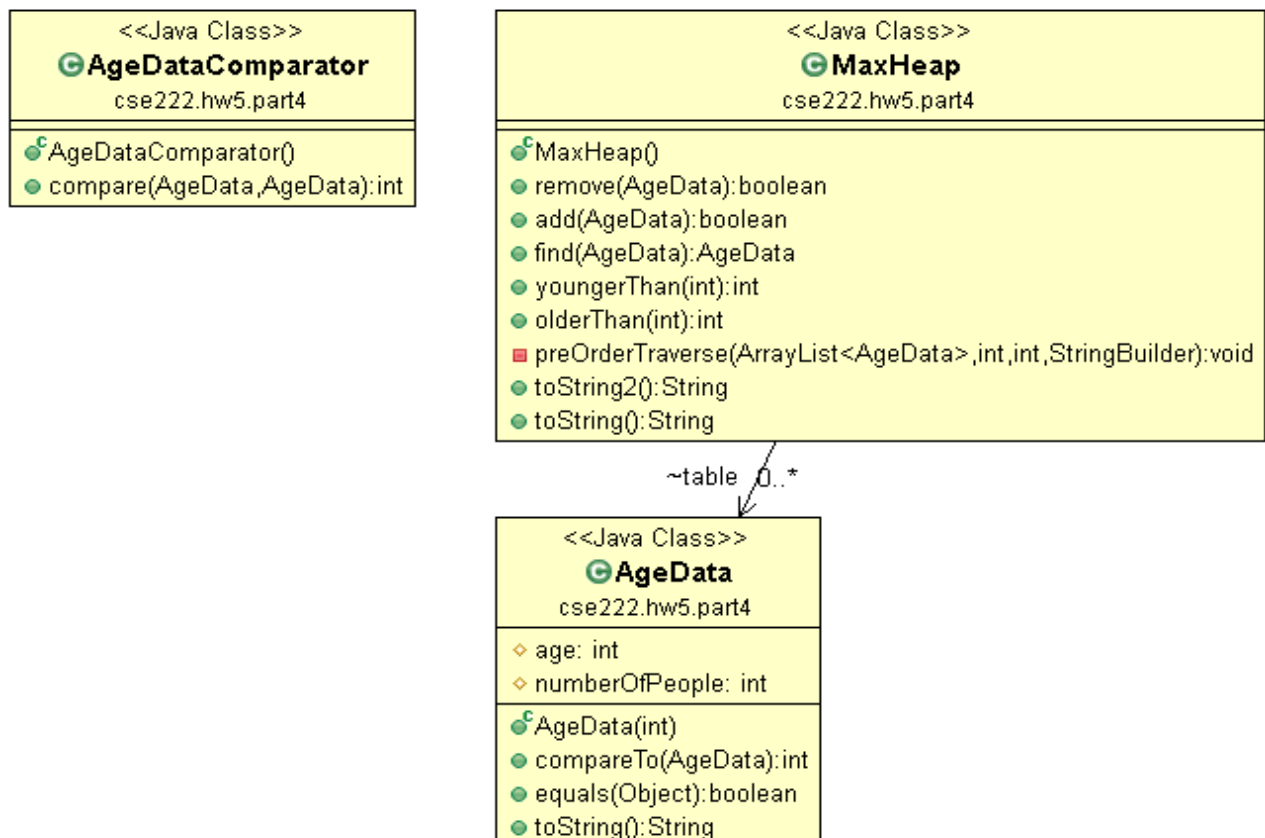 <<Java Class>>
AgeDataComparator
cse222.hw5.part4
AgeDataComparator()
compare(AgeData,AgeData):int
<<Java Class>>
MaxHeap
cse222.hw5.part4
MaxHeap()
remove(AgeData):boolean
add(AgeData):boolean
find(AgeData):AgeData
youngerThan(int):int
olderThan(int):int
preOrderTraverse(ArrayList<AgeData>,int,int,StringBuilder):void
toString2():String
toString():String
~table 0..*
<<Java Class>>
AgeData
cse222.hw5.part4
age: int
numberOfPeople: int
AgeData(int)
compareTo(AgeData):int
equals(Object):boolean
toString():String